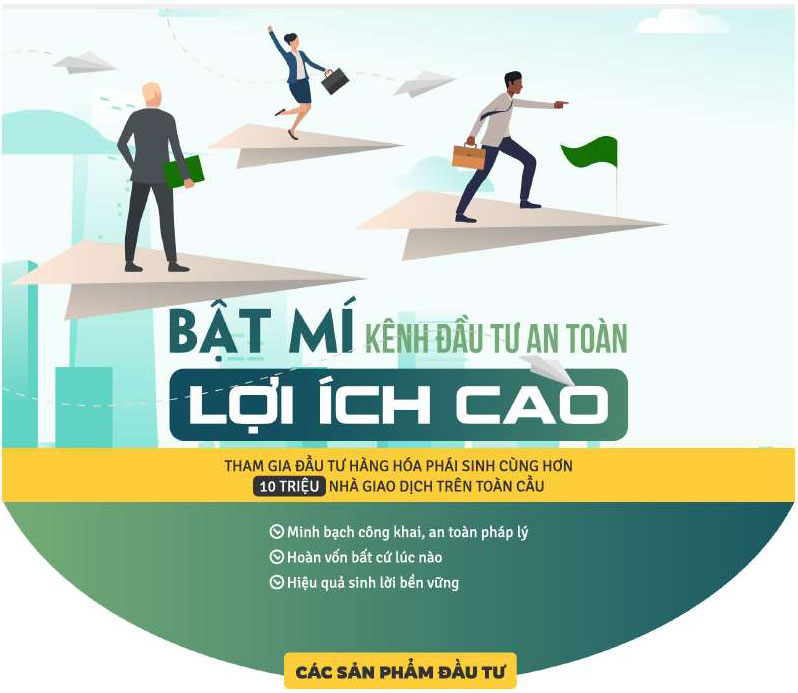 BẬT MÍ KÊNH ĐẦU TƯ AN TOÀN
LỢI ÍCH CAO
THAM GIA ĐẦU TƯ HÀNG HÓA PHÁI SINH CÙNG HƠN
10 TRIỆU NHÀ GIAO DỊCH TRÊN TOÀN CẦU
Minh bạch công khai, an toàn pháp lý
Hoàn vốn bất cứ lúc nào
Hiệu quả sinh lời bền vững
CÁC SẢN PHẨM ĐẦU TƯ